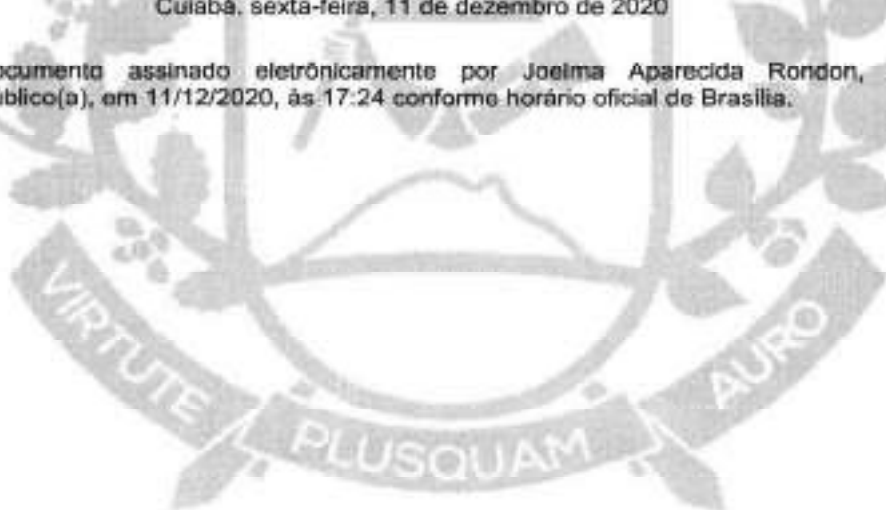 Cuiabá, sexta-feira, 11 de dezembro de 2020
ocumento assinado eletrônicamente por Joelma Aparecida Rondon,
úblico(a), em 11/12/2020, às 17:24 conforme horário oficial de Brasília.
VIRTUTE PLUSQUAM AURO